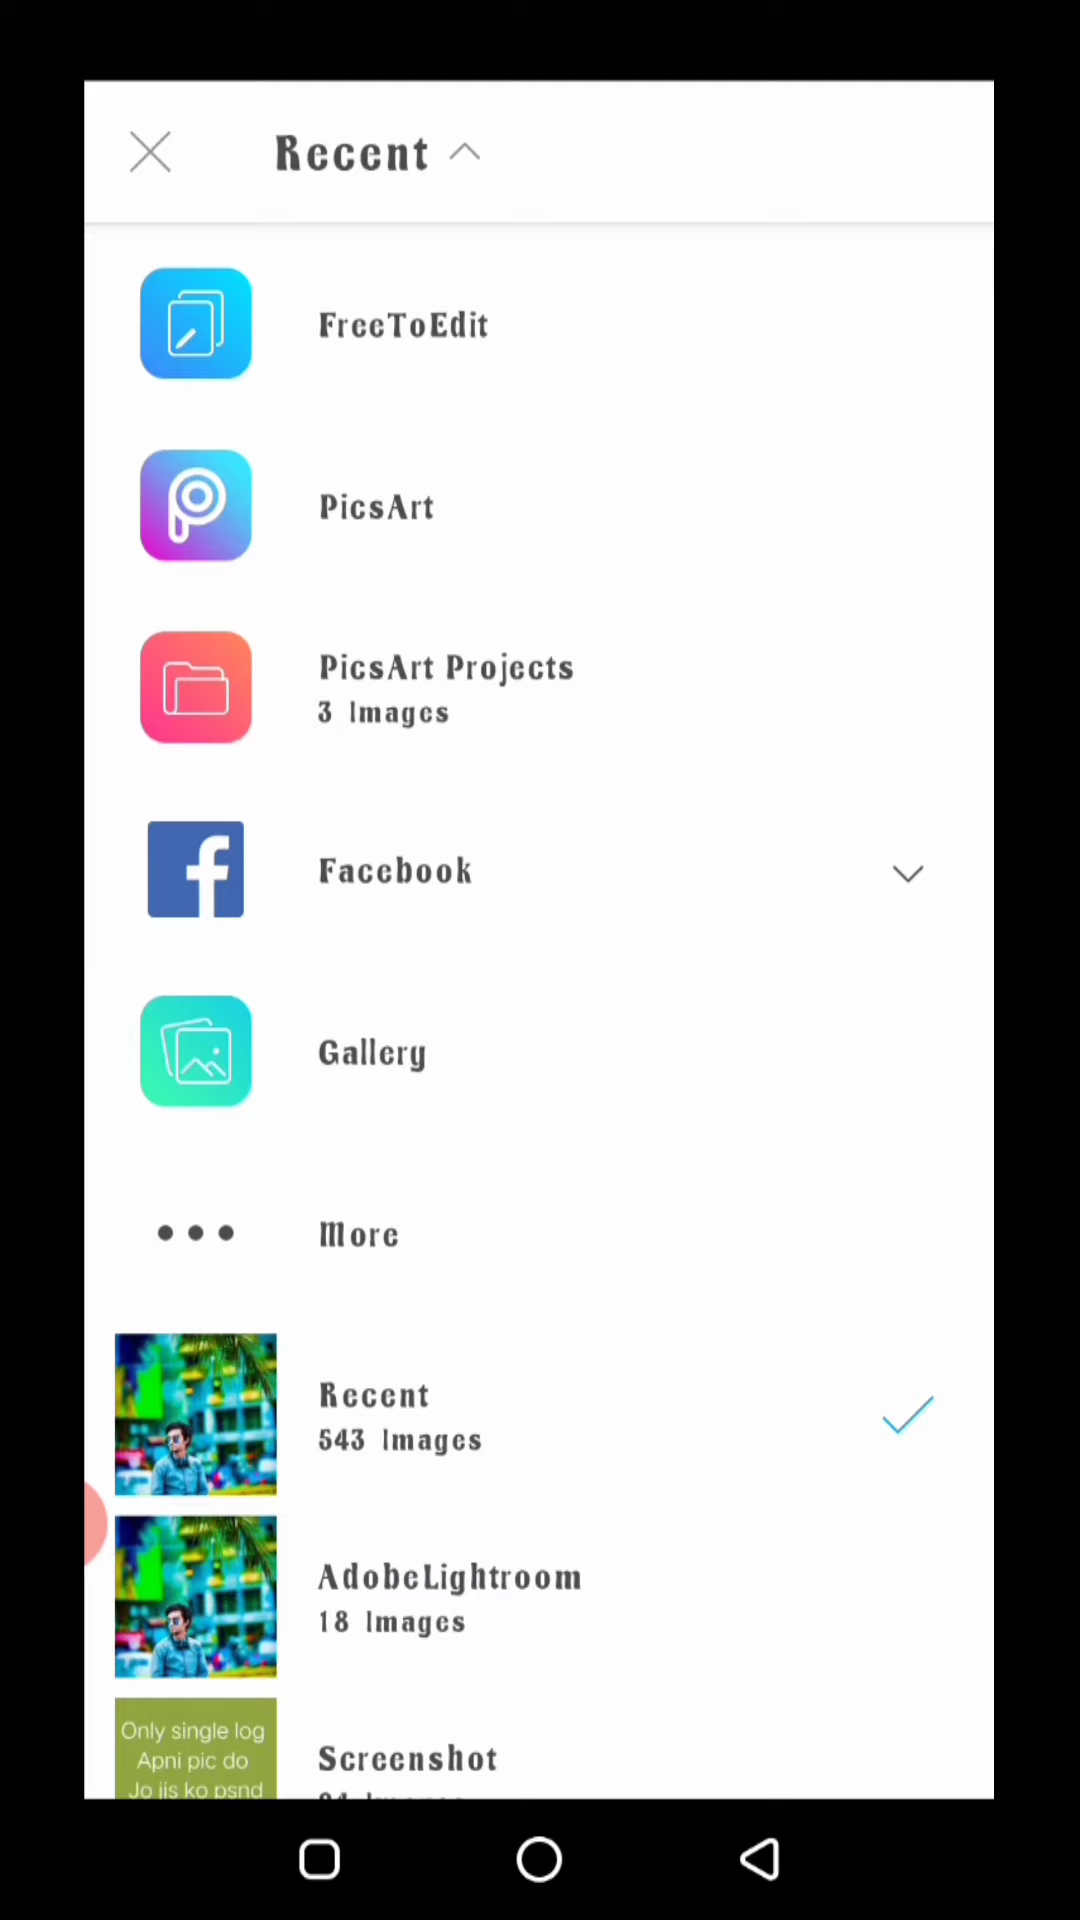 Recent
FreeToEdit
PicsArt
PicsArt Projects
3 Images
Facebook
Gallery
More
Recent
543 Images
AdobeLightroom
18 Images
Only single log
Apni pic do
Jo jis ko psnd
Screenshot